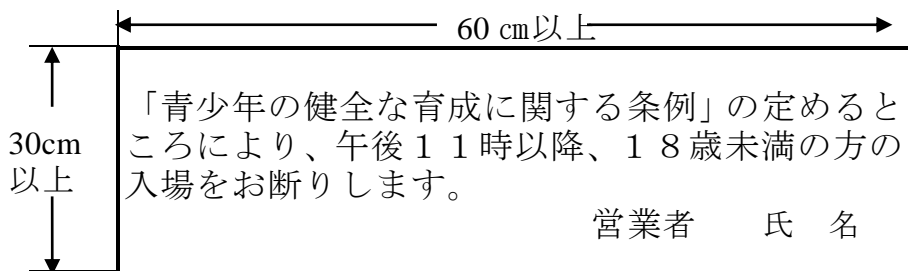 60 ㎝以上
30cm
以上
「青少年の健全な育成に関する条例」の定めると
ころにより、午後１１時以降、１８歳未満の方の
入場をお断りします。
営業者　　氏　名